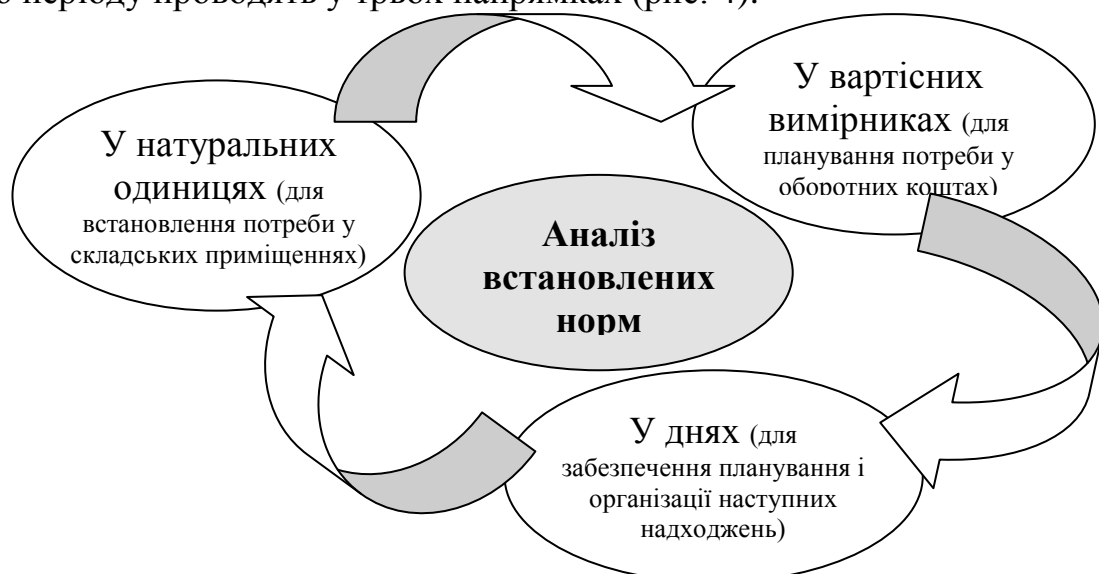 періоду проводять у трьох напрямках (рис. 4).
У натуральних
одиницях (для
встановлення потреби у
складських приміщеннях)
У вартісних
вимірниках (для
планування потреби у
оборотних коштах)
Аналіз
встановлених
норм
У днях (для
забезпечення планування і
організації наступних
надходжень)